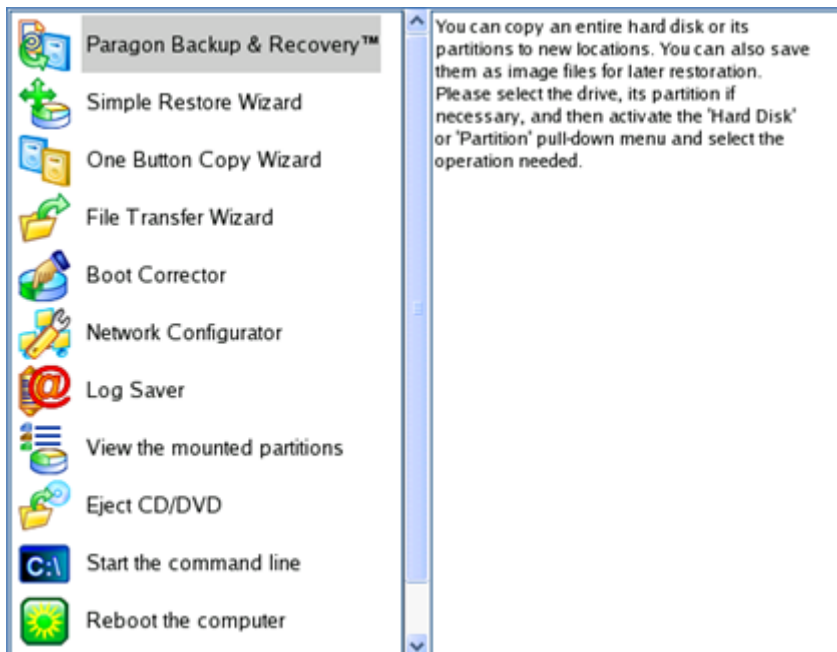 Paragon Backup & Recovery™
Simple Restore Wizard
One Button Copy Wizard
File Transfer Wizard
Boot Corrector
Network Configurator
Log Saver
View the mounted partitions
Eject CD/DVD
C:\
Start the command line
Reboot the computer
You can copy an entire hard disk or its
partitions to new locations. You can also save
them as image files for later restoration.
Please select the drive, its partition if
necessary, and then activate the 'Hard Disk'
or 'Partition' pull-down menu and select the
operation needed.